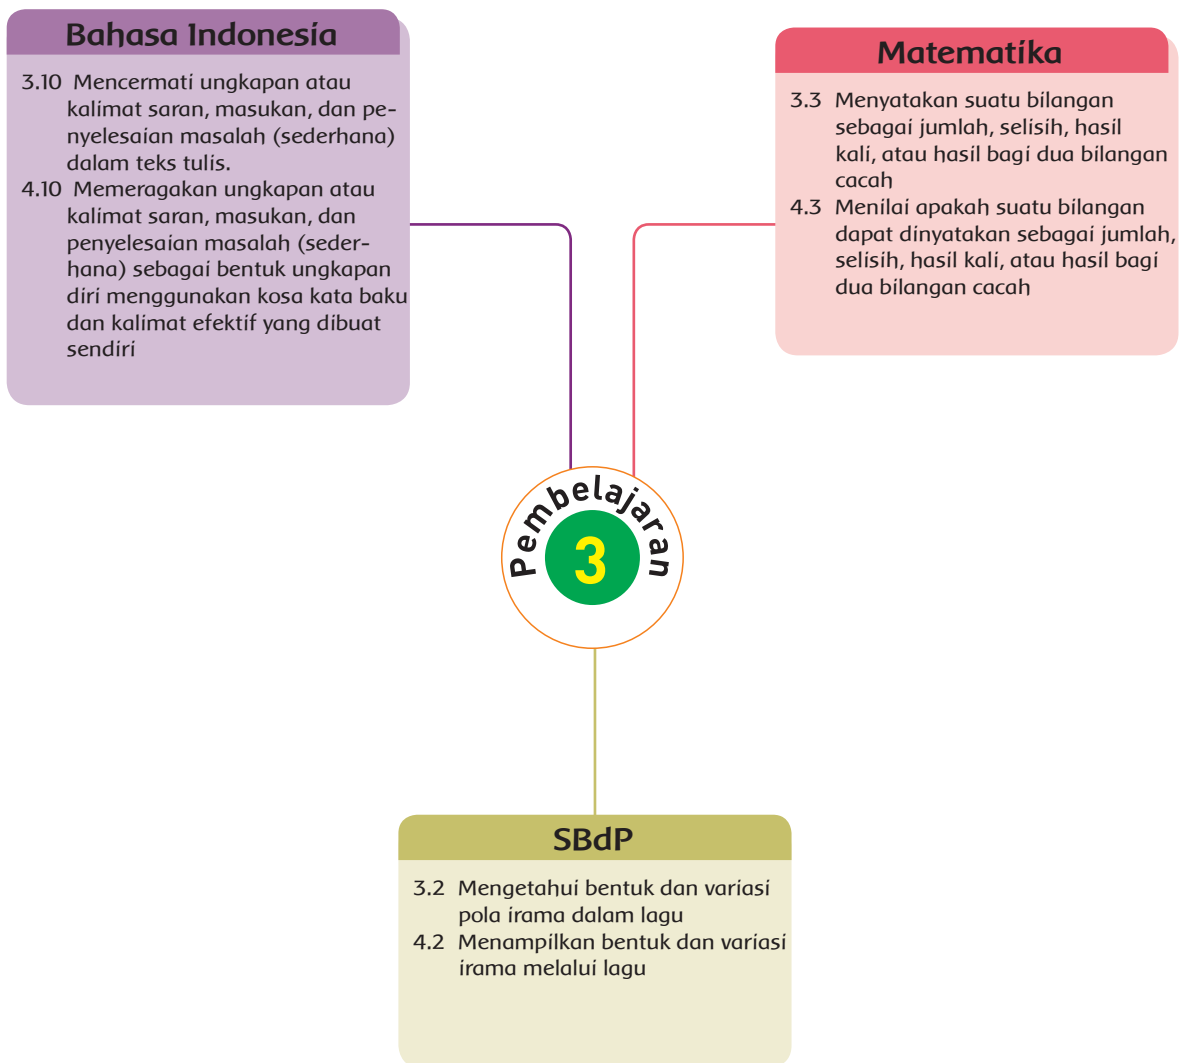 Bahasa Indonesia
3.10 Mencermati ungkapan atau
kalimat saran, masukan, dan pe-
nyelesaian masalah (sederhana)
dalam teks tulis.
4.10 Memeragakan ungkapan atau
kalimat saran, masukan, dan
penyelesaian masalah (seder-
hana) sebagai bentuk ungkapan
diri menggunakan kosa kata baku
dan kalimat efektif yang dibuat
sendiri
Matematika
3.3 Menyatakan suatu bilangan
sebagai jumlah, selisih, hasil
kali, atau hasil bagi dua bilangan
cacah
4.3 Menilai apakah suatu bilangan
dapat dinyatakan sebagai jumlah,
selisih, hasil kali, atau hasil bagi
dua bilangan cacah
Pembelajaran
3
SBdP
3.2 Mengetahui bentuk dan variasi
pola irama dalam lagu
4.2 Menampilkan bentuk dan variasi
irama melalui lagu